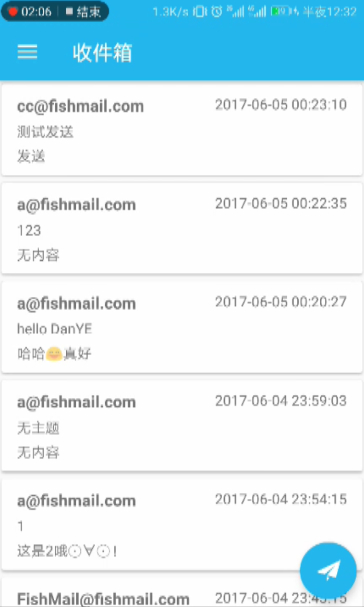 02:06 结束 1.3K/s 半夜12:32
收件箱
cc@fishmail.com 2017-06-05 00:23:10
测试发送
发送
a@fishmail.com 2017-06-05 00:22:35
123
无内容
a@fishmail.com 2017-06-05 00:20:27
hello DanYE
哈哈😊真好
a@fishmail.com 2017-06-04 23:59:03
无主题
无内容
a@fishmail.com 2017-06-04 23:54:15
1
这是2哦⊙∀⊙!
FishMail@fishmail.com 2017-06-04 23:45:15